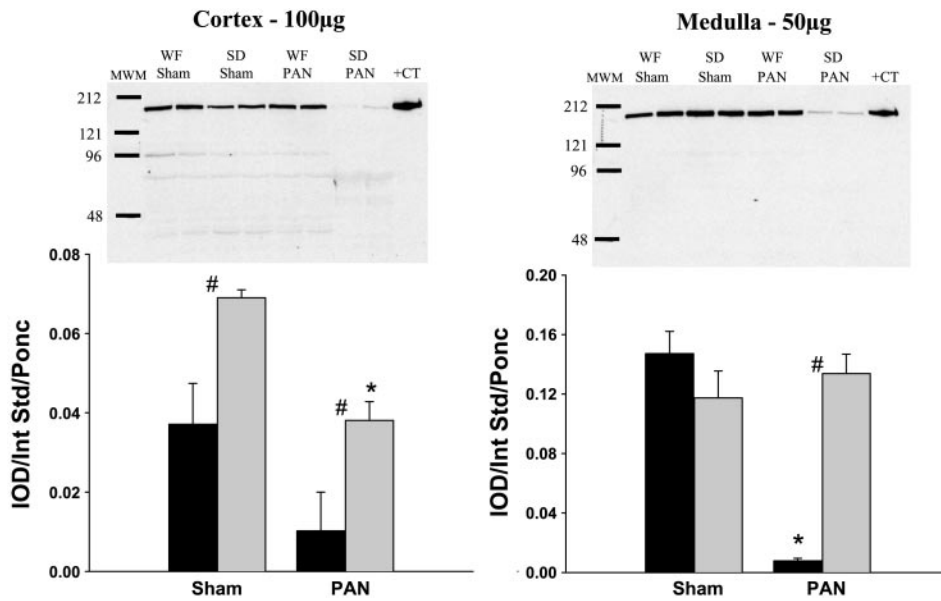 Cortex - 100µg
WF Sham SD Sham WF PAN SD PAN
MWM +CT
212
121
96
48
0.08
0.06
0.04
0.02
0.00
IOD/Int Std/Ponc
#
#
*
Sham PAN
Medulla - 50µg
WF Sham SD Sham WF PAN SD PAN
MWM +CT
212
121
96
48
0.20
0.16
0.12
0.08
0.04
0.00
IOD/Int Std/Ponc
#
*
Sham PAN